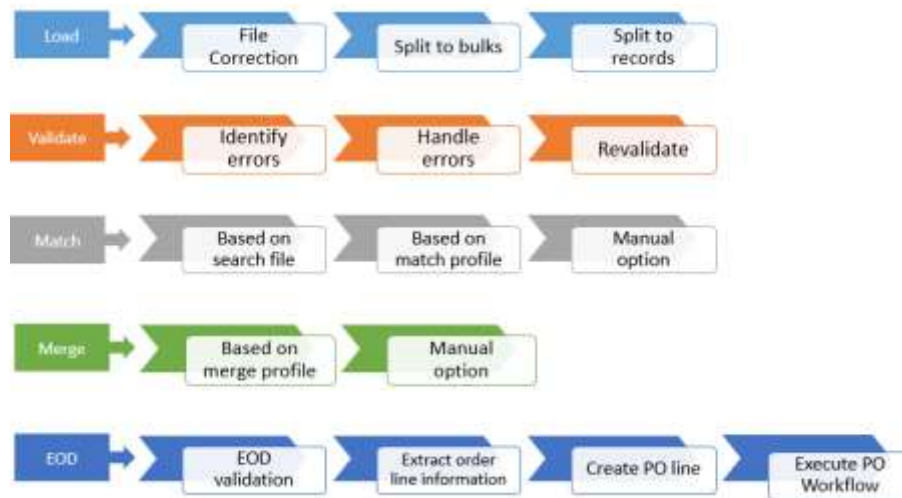 Load
File
Correction
Split to bulks
Split to
records
Validate
Identify
errors
Handle
errors
Revalidate
Match
Based on
search file
Based on
match profile
Manual
option
Merge
Based on
merge profile
Manual
option
EOD
EOD
validation
Extract order
line information
Create PO line
Execute PO
Workflow